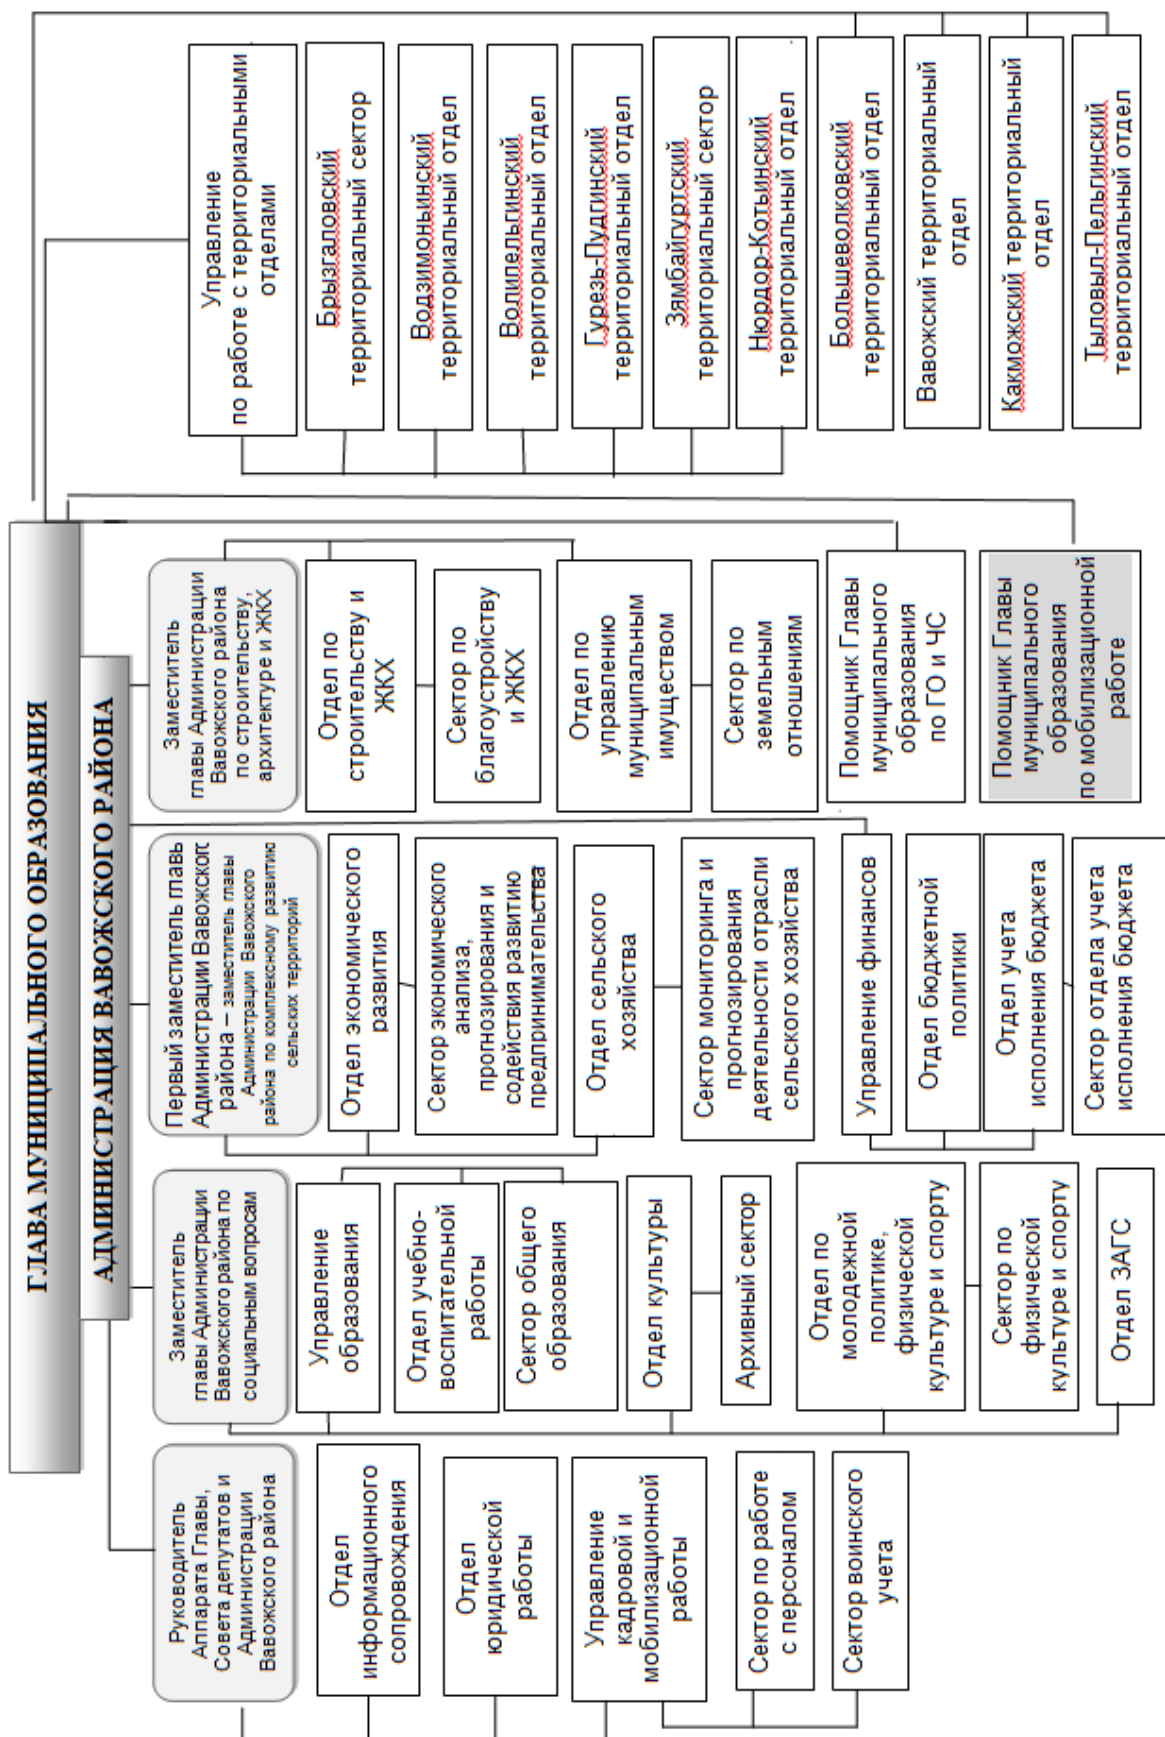 ГЛАВА МУНИЦИПАЛЬНОГО ОБРАЗОВАНИЯ
АДМИНИСТРАЦИЯ ВАВОЖСКОГО РАЙОНА
Руководитель
Аппарата Главы,
Совета депутатов и
Администрации
Вавожского района
Отдел
информационного
сопровождения
Отдел
юридической
работы
Управление
кадровой и
мобилизационной
работы
Сектор по работе
с персоналом
Сектор воинского
учета
Заместитель
главы Администрации
Вавожского района по
социальным вопросам
Управление
образования
Отдел учебно-
воспитательной
работы
Сектор общего
образования
Отдел культуры
Архивный сектор
Отдел по
молодежной
политике,
физической
культуре и спорту
Сектор по
физической
культуре и спорту
Отдел ЗАГС
Первый заместитель главы
Администрации Вавожског
района – заместитель главы
Администрации Вавожского
района по комплексному развитию
сельских территорий
Отдел экономического
развития
Сектор экономического
анализа,
прогнозирования и
содействия развитию
предпринимательства
Отдел сельского
хозяйства
Сектор мониторинга и
прогнозирования
деятельности отрасли
сельского хозяйства
Управление финансов
Отдел бюджетной
политики
Отдел учета
исполнения бюджета
Сектор отдела учета
исполнения бюджета
Заместитель
главы Администрации
Вавожского района
по строительству,
архитектуре и ЖКХ
Отдел по
строительству и
ЖКХ
Сектор по
благоустройству
и ЖКХ
Отдел по
управлению
муниципальным
имуществом
Сектор по
земельным
отношениям
Помощник Главы
муниципального
образования
по ГО и ЧС
Помощник Главы
муниципального
образования
по мобилизационной
работе
Управление
по работе с территориальными
отделами
Брызгаловский
территориальный сектор
Водзимоньинский
территориальный отдел
Волипельгинский
территориальный отдел
Гурезь-Пудгинский
территориальный отдел
Зямбайгуртский
территориальный сектор
Нюрдор-Котьинский
территориальный отдел
Большеволковский
территориальный отдел
Вавожский территориальный
отдел
Какможский территориальный
отдел
Тыловыл-Пельгинский
территориальный отдел